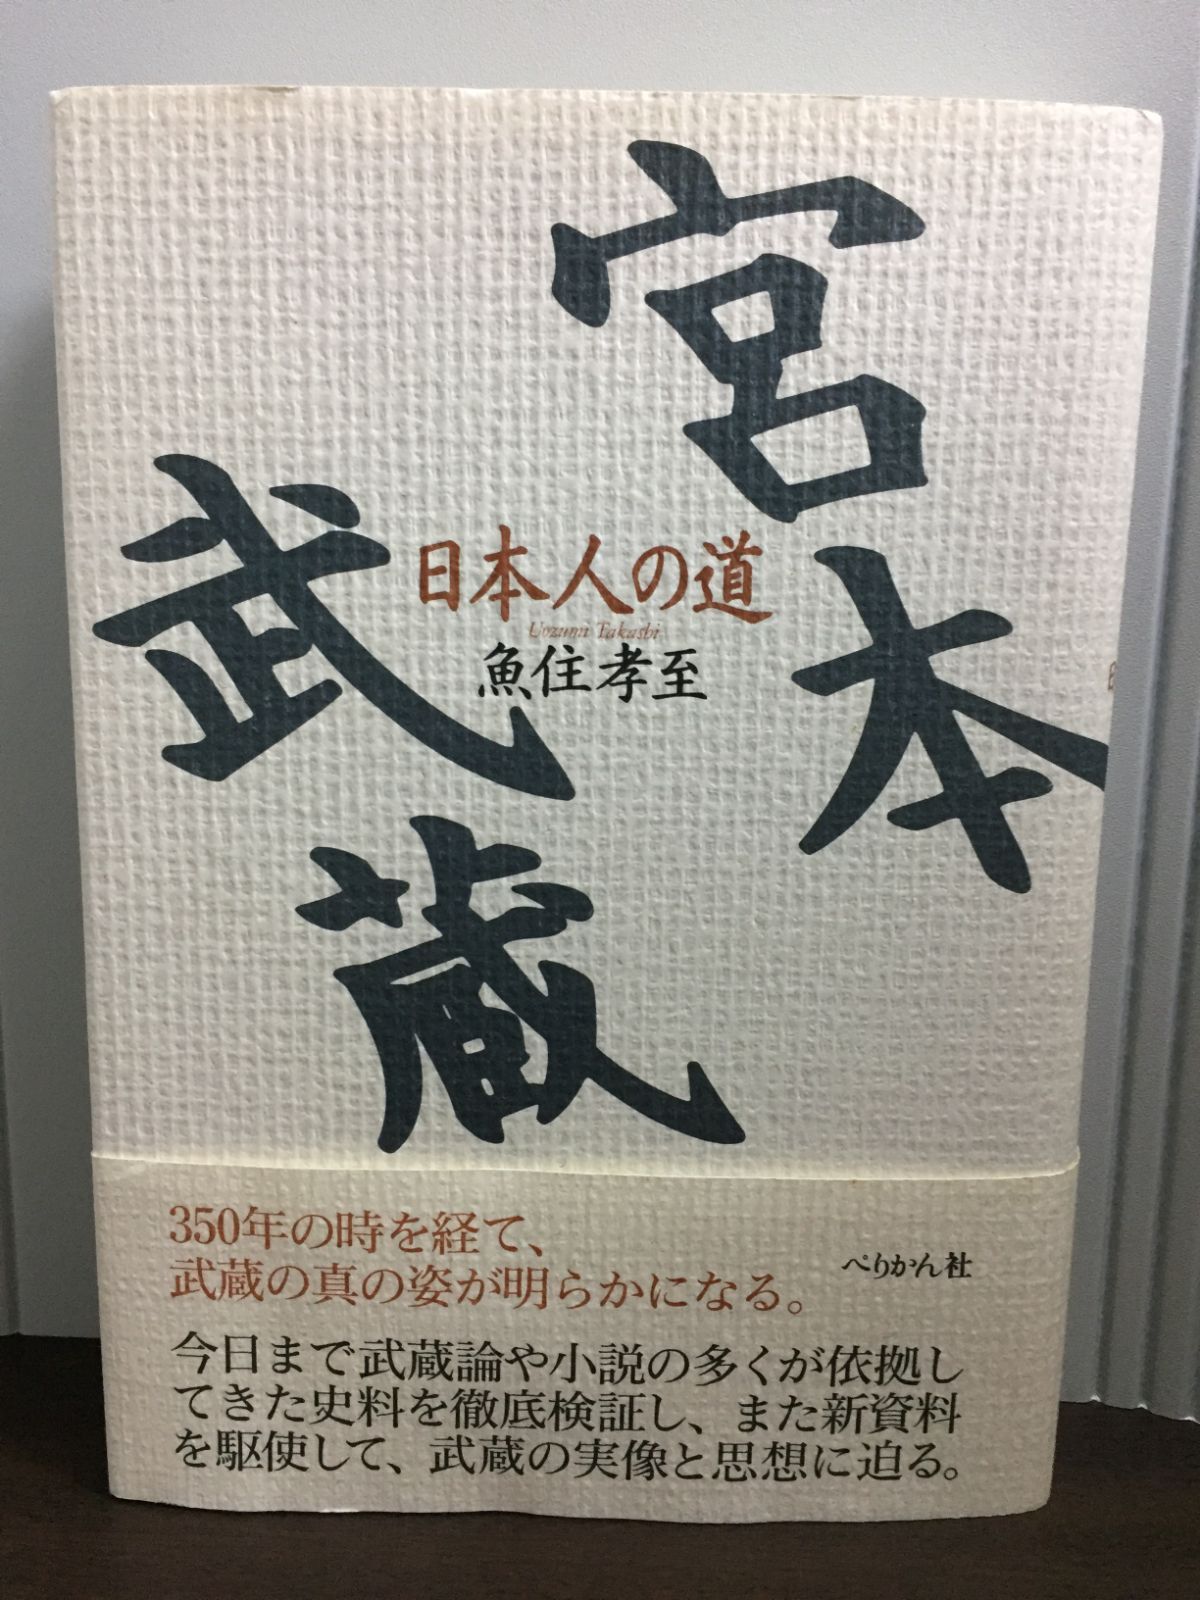 宮本
武蔵
日本人の道
Uozumi Takashi
魚住孝至
350年の時を経て、
武蔵の真の姿が明らかになる。
ぺりかん社
今日まで武蔵論や小説の多くが依拠し
てきた史料を徹底検証し、また新資料
を駆使して、武蔵の実像と思想に迫る。